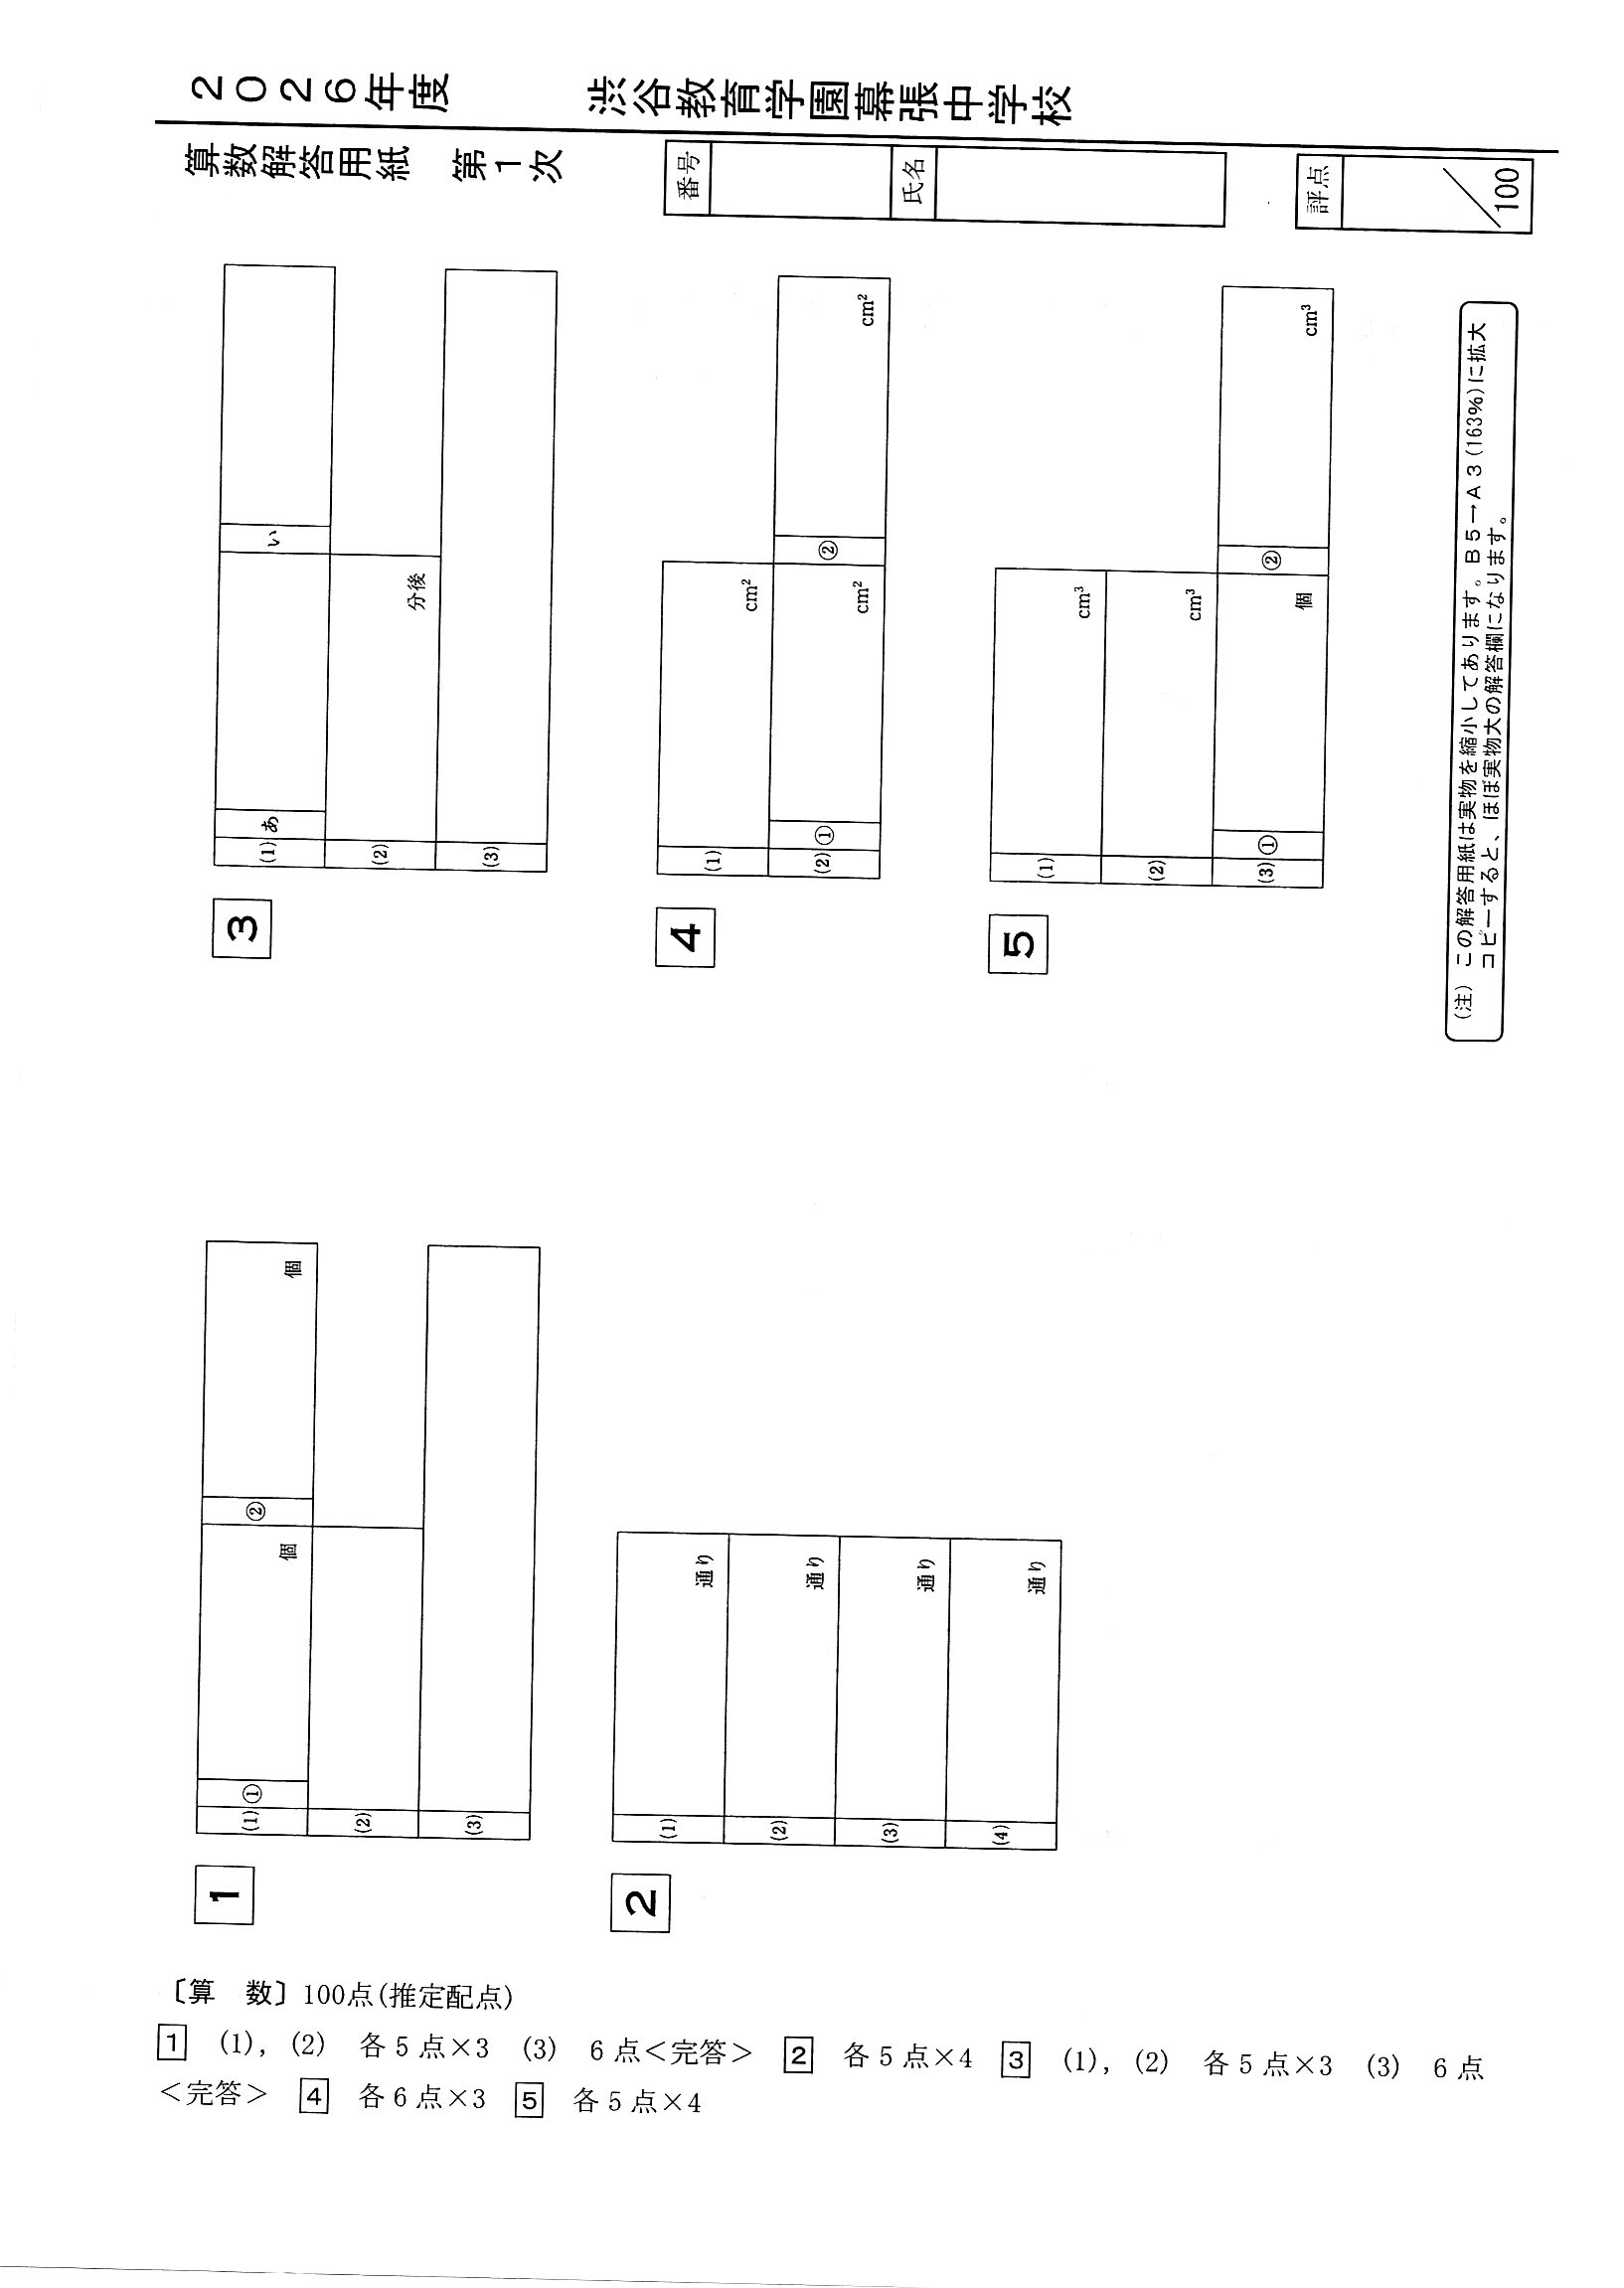 ２０２６年度　渋谷教育学園幕張中学校
算数解答用紙　第１次
番号
氏名
評点
100
1
(1) ① 個 ② 個
(2)
(3)
2
(1) 通り
(2) 通り
(3) 通り
(4) 通り
3
(1) あ い
(2) 分後
(3)
4
(1) cm²
(2) ① cm² ② cm²
5
(1) cm³
(2) cm³
(3) ① 個 ② cm³
(注) この解答用紙は実物を縮小してあります。Ｂ５→Ａ３(163%)に拡大
コピーすると、ほぼ実物大の解答欄になります。
〔算　数〕100点(推定配点)
1　(1)，(2)　各５点×3　(3)　６点＜完答＞　2　各５点×4　3　(1)，(2)　各５点×3　(3)　６点
＜完答＞　4　各６点×3　5　各５点×4